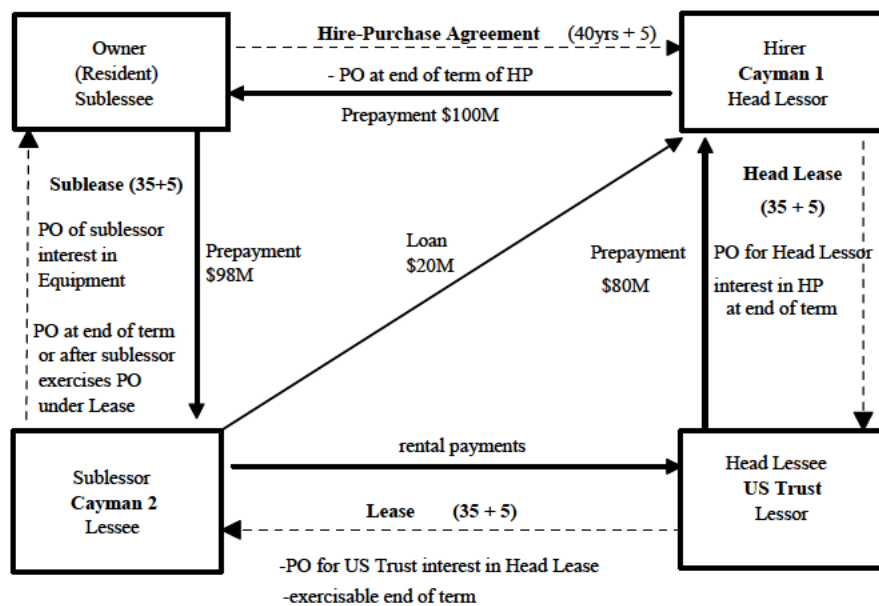 Owner
(Resident)
Sublessee
Hire-Purchase Agreement (40yrs + 5)
- PO at end of term of HP
Prepayment $100M
Hirer
Cayman 1
Head Lessor
Sublease (35+5)
PO of sublessor
interest in
Equipment
PO at end of term
or after sublessor
exercises PO
under Lease
Prepayment
$98M
Loan
$20M
Prepayment
$80M
Head Lease
(35 + 5)
PO for Head Lessor
interest in HP
at end of term
Sublessor
Cayman 2
Lessee
rental payments
Lease (35 + 5)
-PO for US Trust interest in Head Lease
-exercisable end of term
Head Lessee
US Trust
Lessor